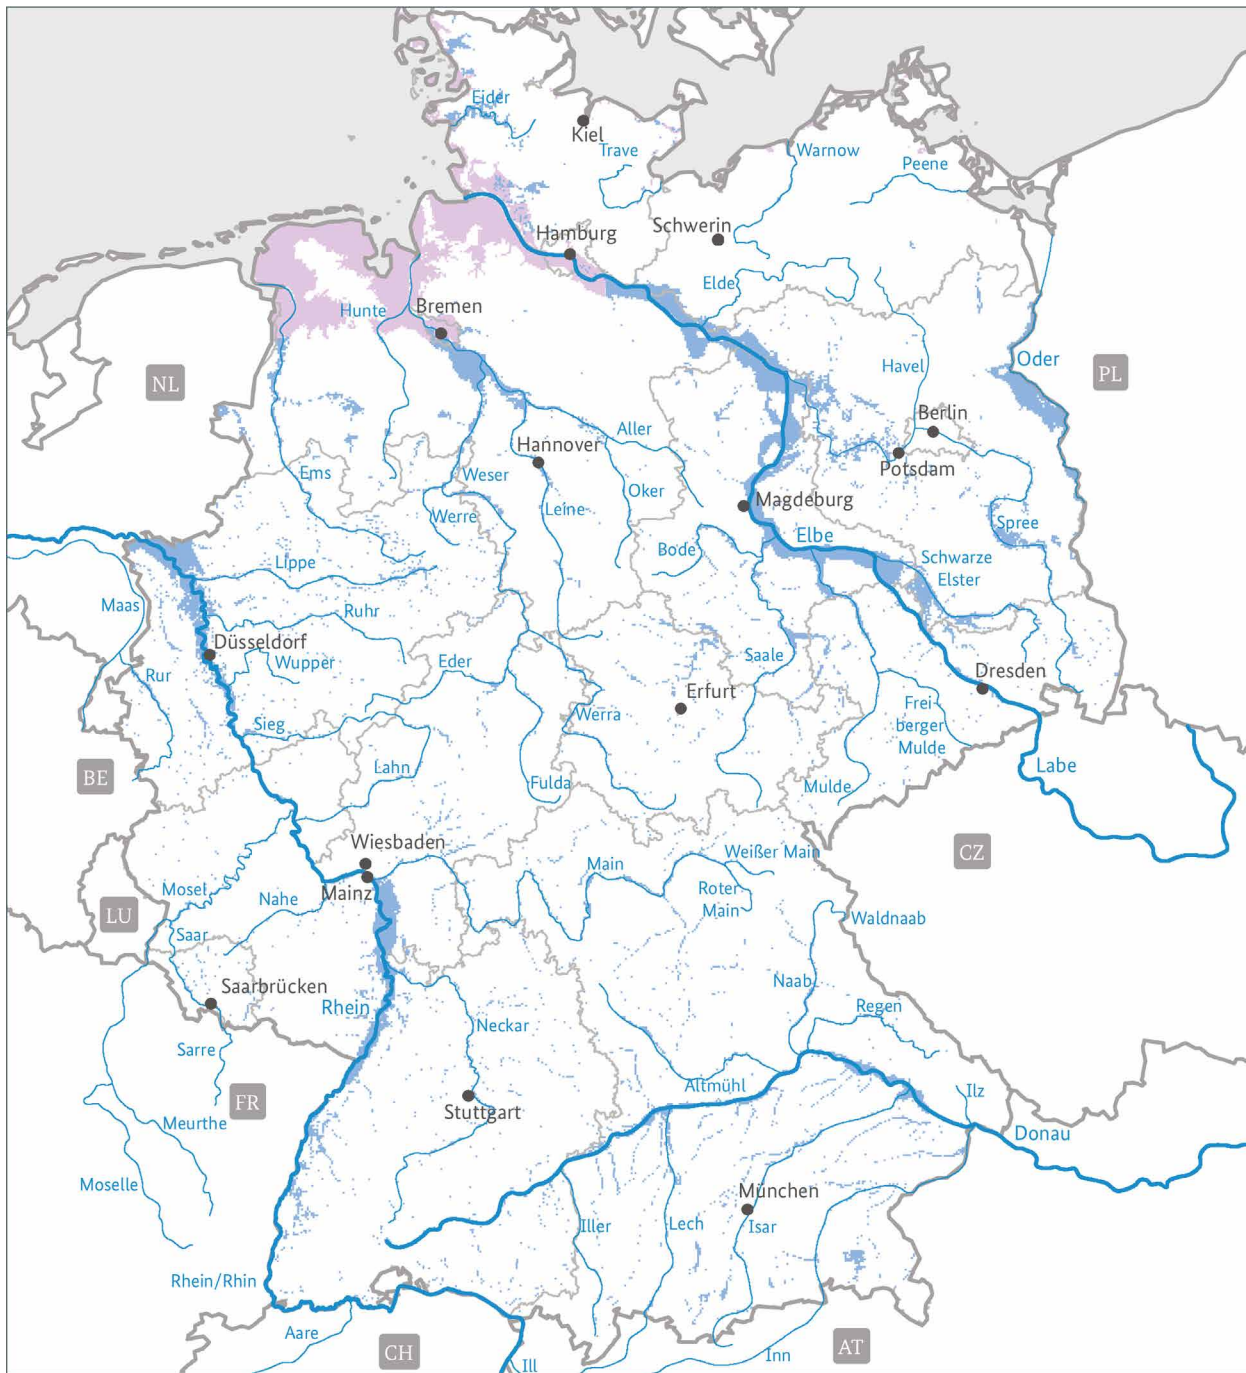 Eider
Kiel
Trave
Warnow
Peene
Hamburg
Schwerin
Elde
Hunte
Bremen
Havel
Oder
NL
PL
Berlin
Aller
Hannover
Potsdam
Ems
Weser
Oker
Magdeburg
Werre
Leine
Spree
Elbe
Bode
Schwarze
Elster
Lippe
Maas
Ruhr
Düsseldorf
Wupper
Eder
Saale
Rur
Dresden
Erfurt
Sieg
Werra
Frei-
berger
Mulde
BE
Lahn
Fulda
Mulde
Labe
Wiesbaden
CZ
Main
Weißer Main
Mosel
Mainz
Nahe
Roter
Main
LU
Waldnaab
Saar
Saarbrücken
Naab
Rhein
Regen
Neckar
Sarre
FR
Altmühl
Ilz
Stuttgart
Meurthe
Donau
Moselle
München
Iller
Lech
Isar
Rhein/Rhin
Aare
CH
AT
Inn
Ill